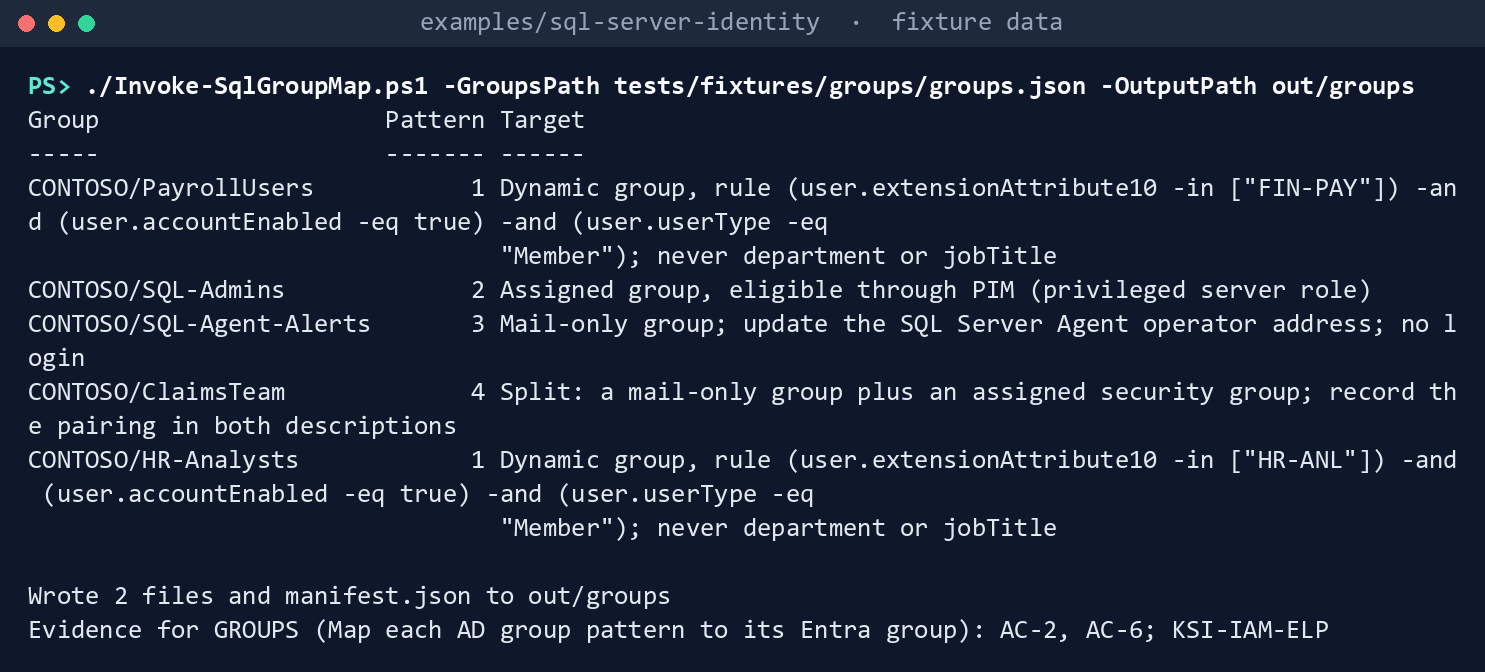 examples/sql-server-identity  ·  fixture data
PS> ./Invoke-SqlGroupMap.ps1 -GroupsPath tests/fixtures/groups/groups.json -OutputPath out/groups
Group                    Pattern Target
-----                    ------- ------
CONTOSO/PayrollUsers           1 Dynamic group, rule (user.extensionAttribute10 -in ["FIN-PAY"]) -an
d (user.accountEnabled -eq true) -and (user.userType -eq
                                 "Member"); never department or jobTitle
CONTOSO/SQL-Admins             2 Assigned group, eligible through PIM (privileged server role)
CONTOSO/SQL-Agent-Alerts       3 Mail-only group; update the SQL Server Agent operator address; no l
ogin
CONTOSO/ClaimsTeam             4 Split: a mail-only group plus an assigned security group; record th
e pairing in both descriptions
CONTOSO/HR-Analysts            1 Dynamic group, rule (user.extensionAttribute10 -in ["HR-ANL"]) -and
 (user.accountEnabled -eq true) -and (user.userType -eq
                                 "Member"); never department or jobTitle
Wrote 2 files and manifest.json to out/groups
Evidence for GROUPS (Map each AD group pattern to its Entra group): AC-2, AC-6; KSI-IAM-ELP